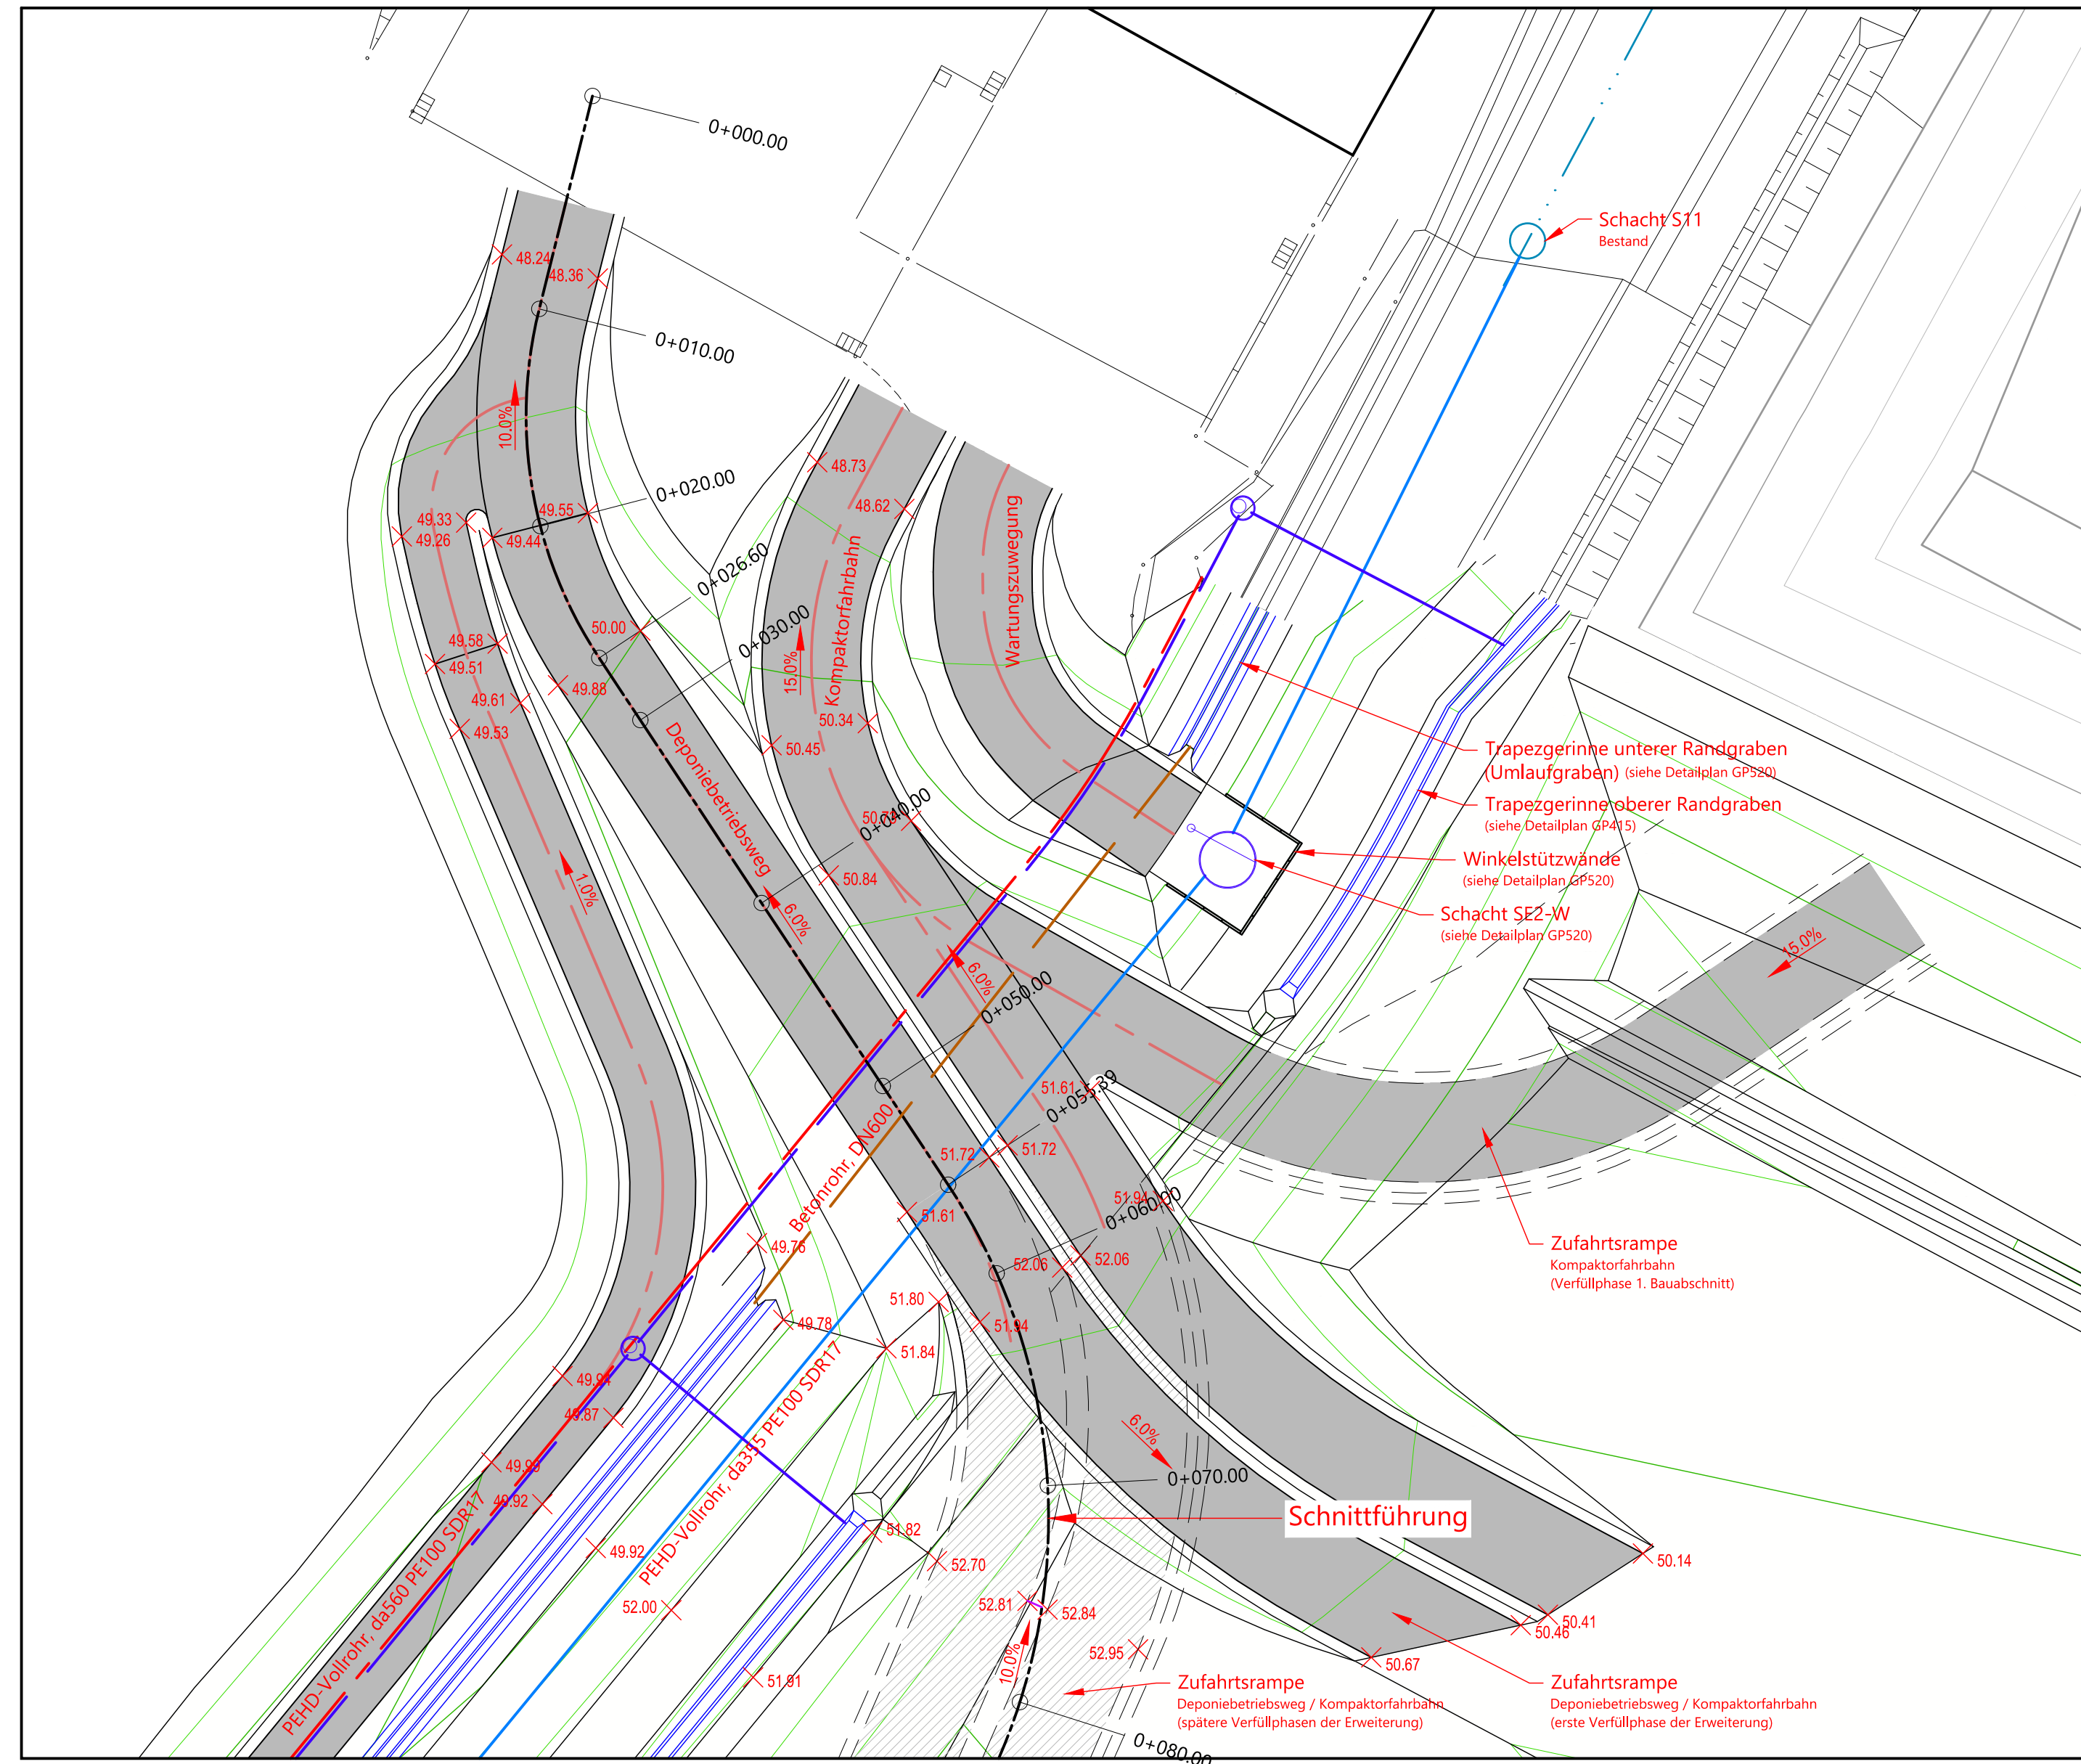 0+000.00
Schacht S11
Bestand
48.24
48.36
0+010.00
10.0%
48.73
0+020.00
48.62
49.55
49.33
49.26
49.44
Wartungszuwegung
Kompaktorfahrbahn
0+026.60
50.00
0+030.00
49.58
49.51
15.0%
49.88
49.61
49.53
50.34
50.45
Deponiebetriebsweg
Trapezgerinne unterer Randgraben
(Umlaufgraben) (siehe Detailplan GP520)
Trapezgerinne oberer Randgraben
(siehe Detailplan GP415)
0+040.00
Winkelstützwände
(siehe Detailplan GP520)
50.84
1.0%
6.0%
Schacht SE2-W
(siehe Detailplan GP520)
15.0%
6.0%
0+050.00
51.61
0+055.39
Betonrohr, DN600
51.72
51.72
51.94
0+060.00
51.61
49.76
52.06
52.06
Zufahrtsrampe
Kompaktorfahrbahn
(Verfüllphase 1. Bauabschnitt)
51.80
49.78
51.94
51.84
49.94
49.87
6.0%
49.93
0+070.00
49.92
Schnittführung
PEHD-Vollrohr, da355 PE100 SDR17
51.82
49.92
52.70
50.14
PEHD-Vollrohr, da560 PE100 SDR17
52.00
52.81
52.84
50.41
50.46
52.95
50.67
10.0%
51.91
Zufahrtsrampe
Deponiebetriebsweg / Kompaktorfahrbahn
(spätere Verfüllphasen der Erweiterung)
Zufahrtsrampe
Deponiebetriebsweg / Kompaktorfahrbahn
(erste Verfüllphase der Erweiterung)
0+080.00